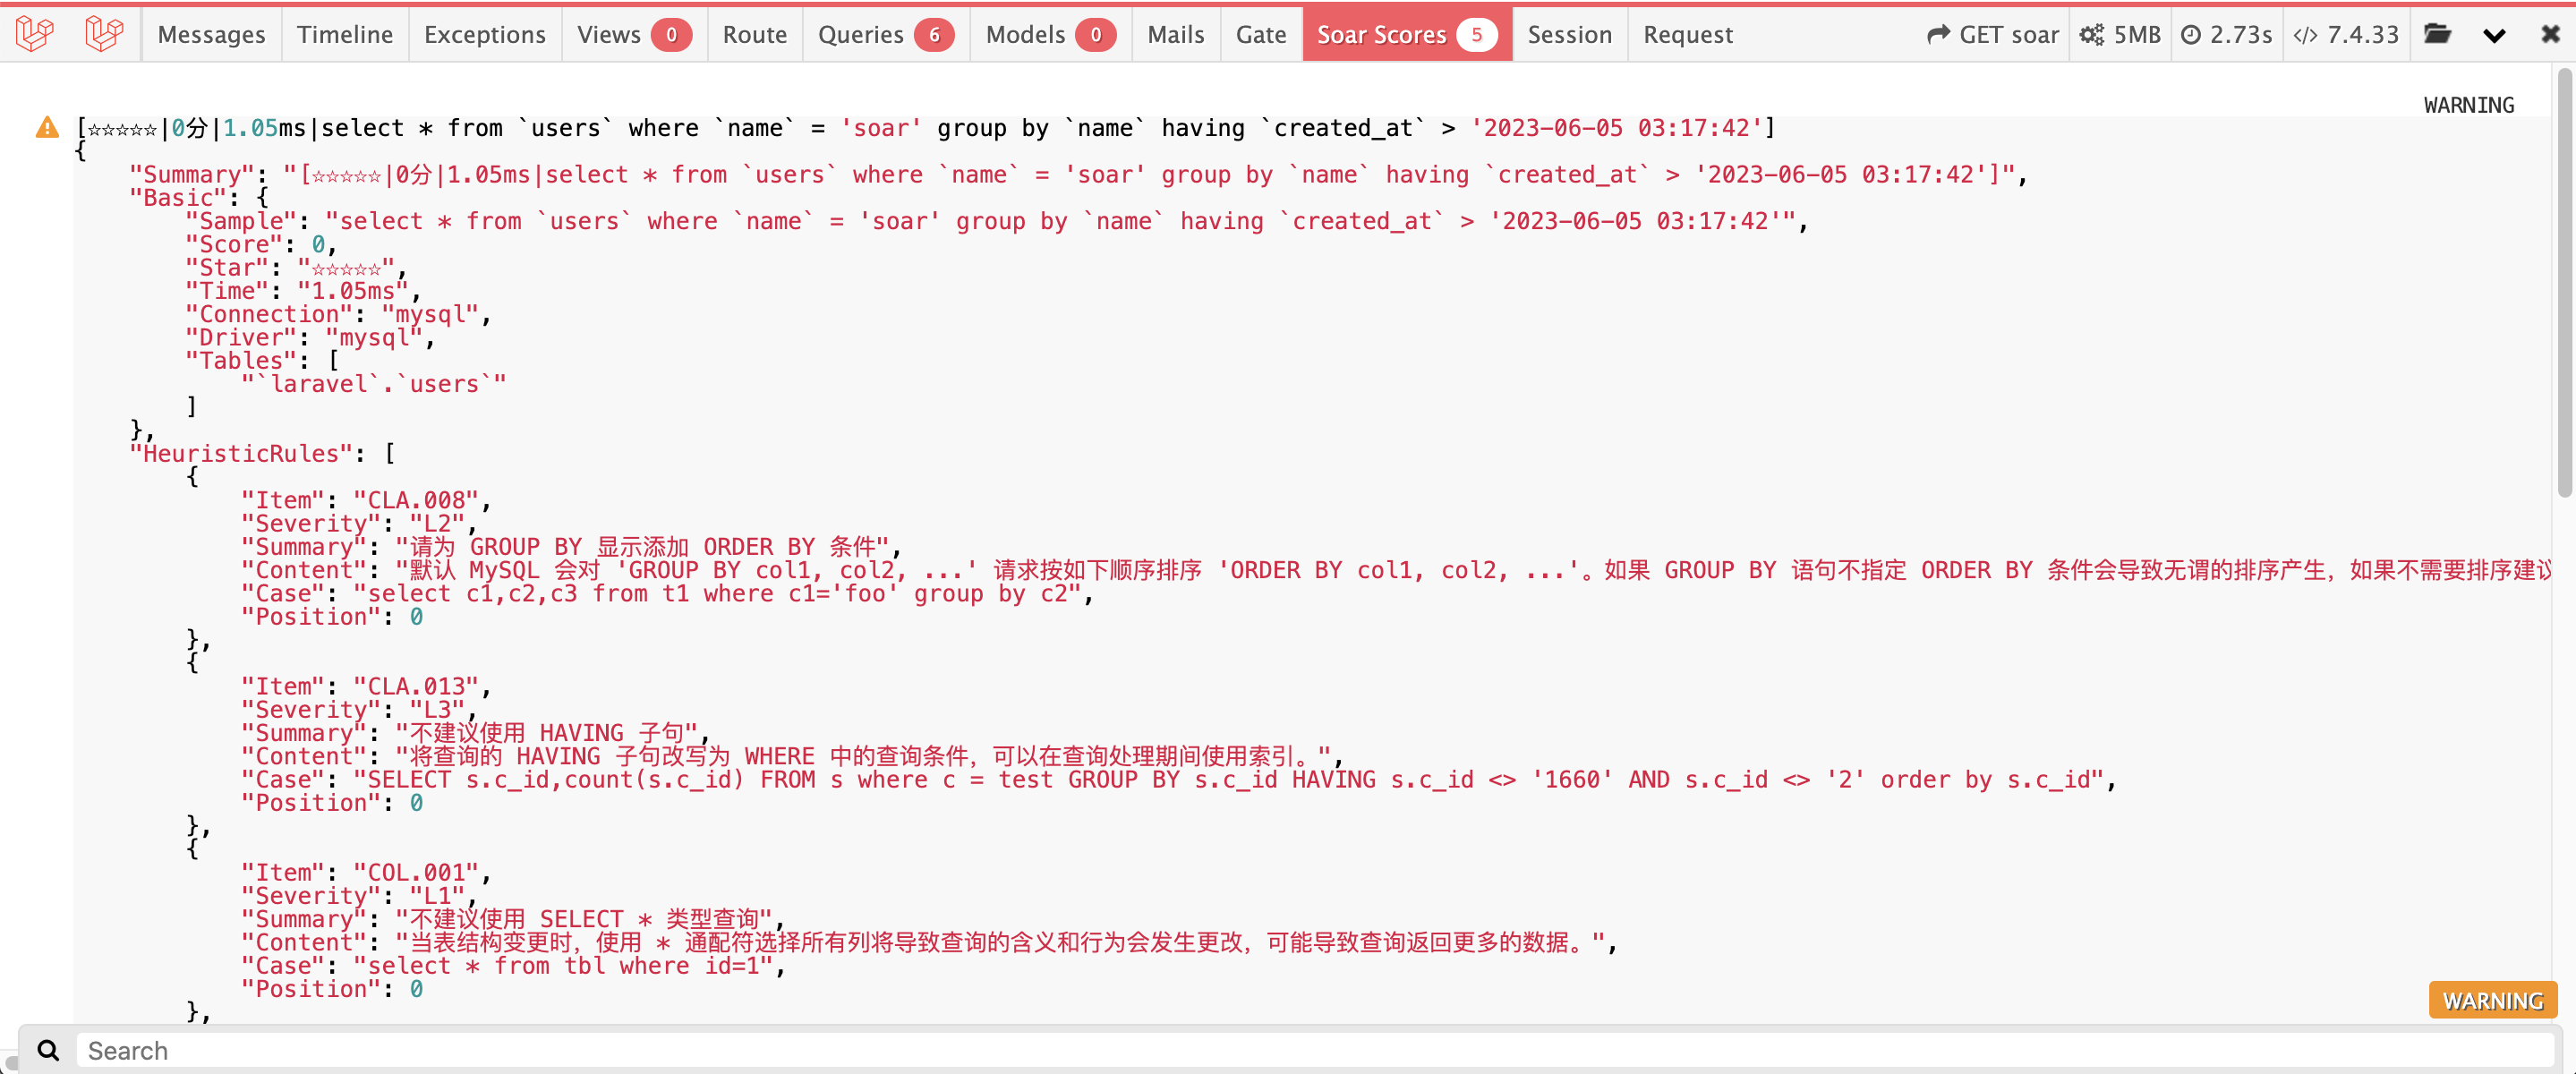 Messages Timeline Exceptions Views 0 Route Queries 6 Models 0 Mails Gate Soar Scores 5 Session Request GET soar 5MB 2.73s </> 7.4.33
WARNING
[☆☆☆☆☆|0分|1.05ms|select * from `users` where `name` = 'soar' group by `name` having `created_at` > '2023-06-05 03:17:42']
{
    "Summary": "[☆☆☆☆☆|0分|1.05ms|select * from `users` where `name` = 'soar' group by `name` having `created_at` > '2023-06-05 03:17:42']",
    "Basic": {
        "Sample": "select * from `users` where `name` = 'soar' group by `name` having `created_at` > '2023-06-05 03:17:42'",
        "Score": 0,
        "Star": "☆☆☆☆☆",
        "Time": "1.05ms",
        "Connection": "mysql",
        "Driver": "mysql",
        "Tables": [
            "`laravel`.`users`"
        ]
    },
    "HeuristicRules": [
        {
            "Item": "CLA.008",
            "Severity": "L2",
            "Summary": "请为 GROUP BY 显示添加 ORDER BY 条件",
            "Content": "默认 MySQL 会对 'GROUP BY col1, col2, ...' 请求按如下顺序排序 'ORDER BY col1, col2, ...'。如果 GROUP BY 语句不指定 ORDER BY 条件会导致无谓的排序产生，如果不需要排序建议
            "Case": "select c1,c2,c3 from t1 where c1='foo' group by c2",
            "Position": 0
        },
        {
            "Item": "CLA.013",
            "Severity": "L3",
            "Summary": "不建议使用 HAVING 子句",
            "Content": "将查询的 HAVING 子句改写为 WHERE 中的查询条件，可以在查询处理期间使用索引。",
            "Case": "SELECT s.c_id,count(s.c_id) FROM s where c = test GROUP BY s.c_id HAVING s.c_id <> '1660' AND s.c_id <> '2' order by s.c_id",
            "Position": 0
        },
        {
            "Item": "COL.001",
            "Severity": "L1",
            "Summary": "不建议使用 SELECT * 类型查询",
            "Content": "当表结构变更时，使用 * 通配符选择所有列将导致查询的含义和行为会发生更改，可能导致查询返回更多的数据。",
            "Case": "select * from tbl where id=1",
            "Position": 0
        },
WARNING
Search